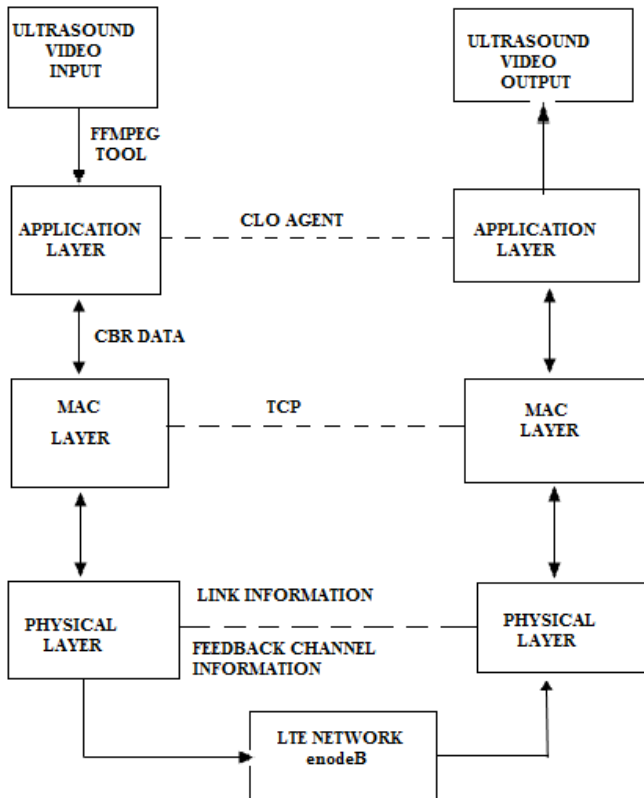 ULTRASOUND
VIDEO
INPUT
ULTRASOUND
VIDEO
OUTPUT
FFMPEG
TOOL
APPLICATION
LAYER
CLO AGENT
APPLICATION
LAYER
CBR DATA
MAC
LAYER
TCP
MAC
LAYER
PHYSICAL
LAYER
LINK INFORMATION
FEEDBACK CHANNEL
INFORMATION
PHYSICAL
LAYER
LTE NETWORK
enodeB